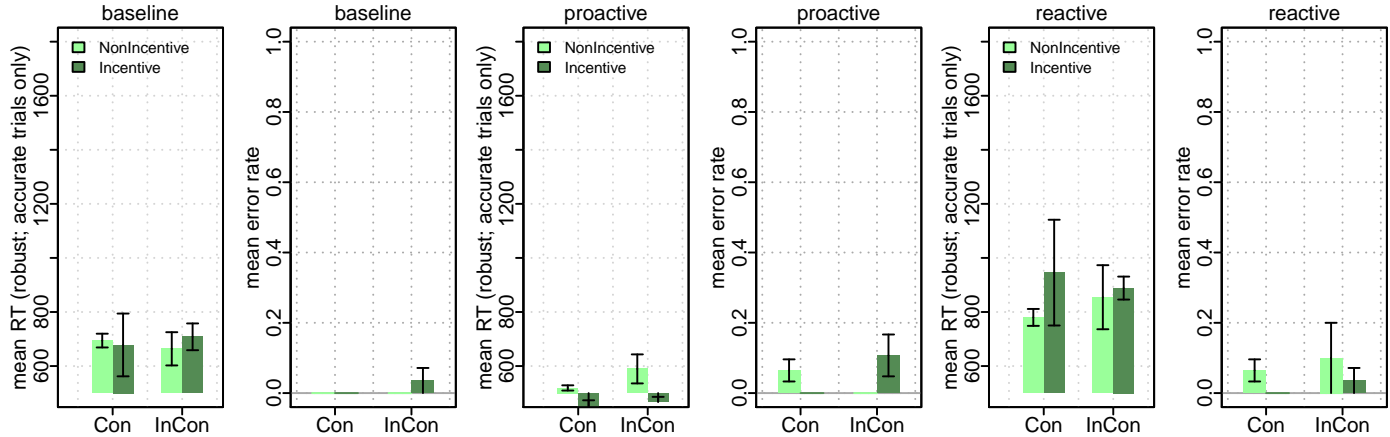 baseline
mean RT (robust; accurate trials only)
600
800
1200
1600
NonIncentive
Incentive
Con
InCon
baseline
mean error rate
0.0
0.2
0.4
0.6
0.8
1.0
Con
InCon
proactive
mean RT (robust; accurate trials only)
600
800
1200
1600
NonIncentive
Incentive
Con
InCon
proactive
mean error rate
0.0
0.2
0.4
0.6
0.8
1.0
Con
InCon
reactive
mean RT (robust; accurate trials only)
600
800
1200
1600
NonIncentive
Incentive
Con
InCon
reactive
mean error rate
0.0
0.2
0.4
0.6
0.8
1.0
Con
InCon